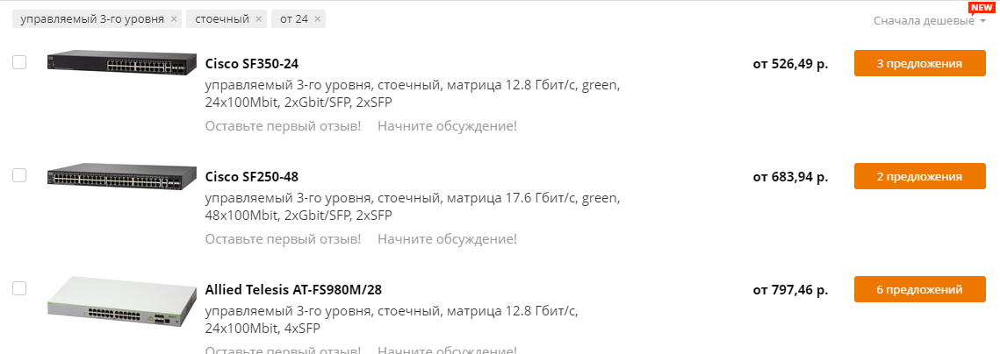 NEW
управляемый 3-го уровня × стоечный × от 24 ×
Сначала дешевые
Cisco SF350-24 от 526,49 р. 3 предложения
управляемый 3-го уровня, стоечный, матрица 12.8 Гбит/с, green,
24x100Mbit, 2xGbit/SFP, 2xSFP
Оставьте первый отзыв! Начните обсуждение!
Cisco SF250-48 от 683,94 р. 2 предложения
управляемый 3-го уровня, стоечный, матрица 17.6 Гбит/с, green,
48x100Mbit, 2xGbit/SFP, 2xSFP
Оставьте первый отзыв! Начните обсуждение!
Allied Telesis AT-FS980M/28 от 797,46 р. 6 предложений
управляемый 3-го уровня, стоечный, матрица 12.8 Гбит/с,
24x100Mbit, 4xSFP
Оставьте первый отзыв! Начните обсуждение!